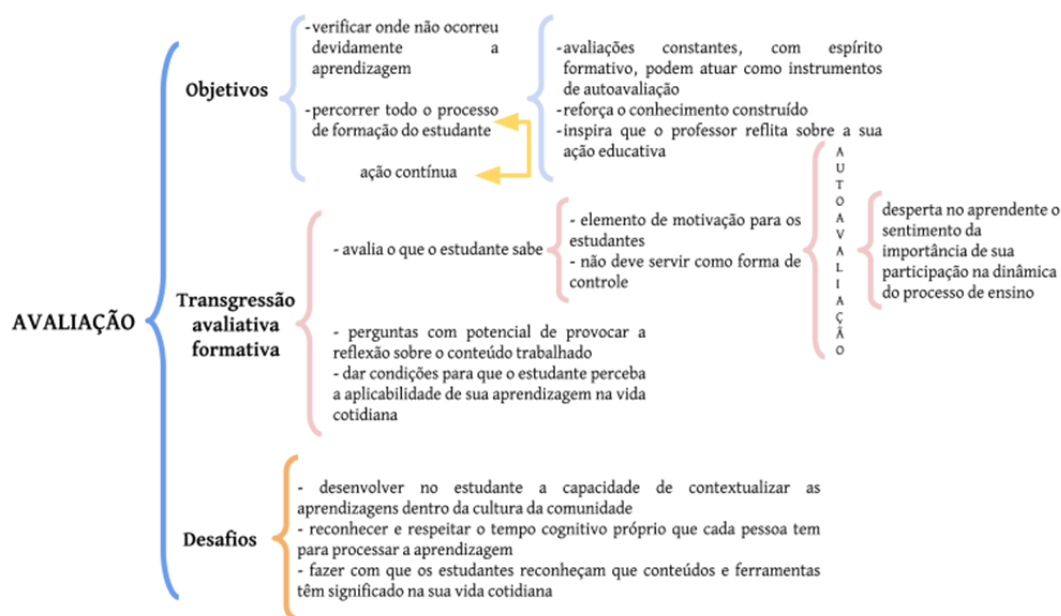 AVALIAÇÃO
Objetivos
-verificar onde não ocorreu
devidamente a
aprendizagem
-percorrer todo o processo
de formação do estudante
ação contínua
-avaliações constantes, com espírito
formativo, podem atuar como instrumentos
de autoavaliação
-reforça o conhecimento construído
-inspira que o professor reflita sobre a sua
ação educativa
Transgressão
avaliativa
formativa
- avalia o que o estudante sabe
- elemento de motivação para os
estudantes
- não deve servir como forma de
controle
AUTOAVALIAÇÃO
desperta no aprendente o
sentimento da
importância de sua
participação na dinâmica
do processo de ensino
- perguntas com potencial de provocar a
reflexão sobre o conteúdo trabalhado
- dar condições para que o estudante perceba
a aplicabilidade de sua aprendizagem na vida
cotidiana
Desafios
- desenvolver no estudante a capacidade de contextualizar as
aprendizagens dentro da cultura da comunidade
- reconhecer e respeitar o tempo cognitivo próprio que cada pessoa tem
para processar a aprendizagem
- fazer com que os estudantes reconheçam que conteúdos e ferramentas
têm significado na sua vida cotidiana